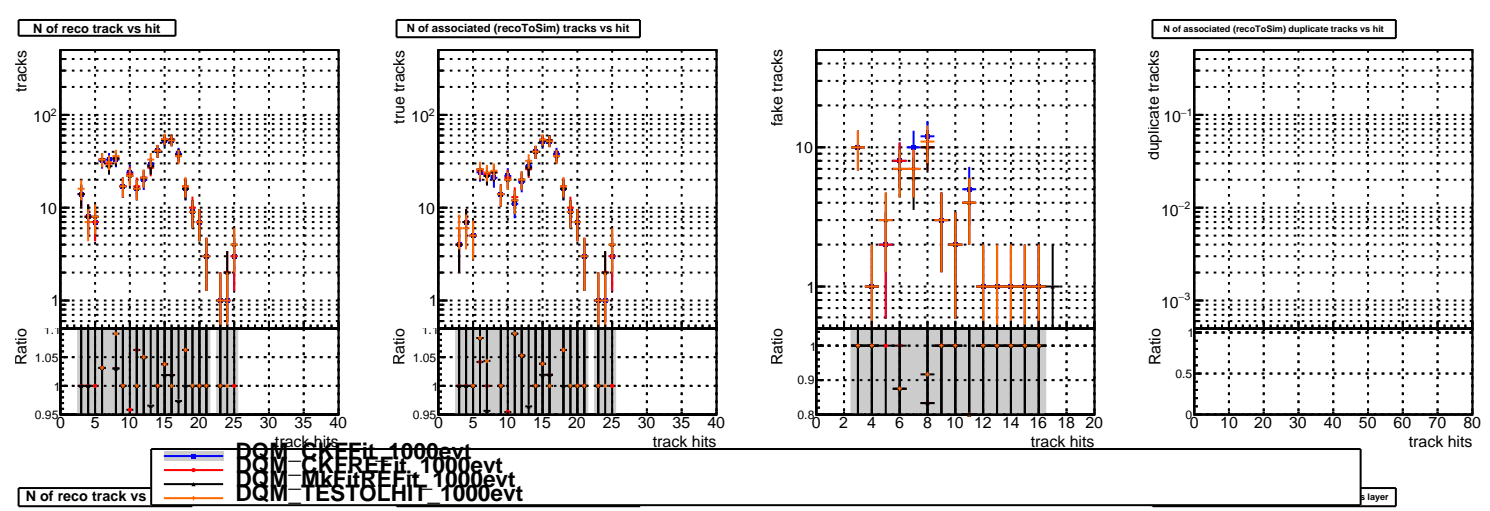 N of reco track vs hit
N of associated (recoToSim) tracks vs hit
N of associated (recoToSim) duplicate tracks vs hit
tracks
10²
10
1
Ratio
1.1
1.05
1
0.95
0 5 10 15 20 25 30 35 40
track hits
true tracks
10²
10
1
Ratio
1.1
1.05
1
0.95
0 5 10 15 20 25 30 35 40
track hits
fake tracks
10
1
Ratio
1
0.9
0.8
0 2 4 6 8 10 12 14 16 18 20
track hits
duplicate tracks
10⁻¹
10⁻²
10⁻³
Ratio
1
0.5
0
0 10 20 30 40 50 60 70 80
track hits
DQM_CKFFit_1000evt
DQM_CKFREFit_1000evt
DQM_MkFitREFit_1000evt
DQM_TESTOLHIT_1000evt
N of reco track vs
s layer